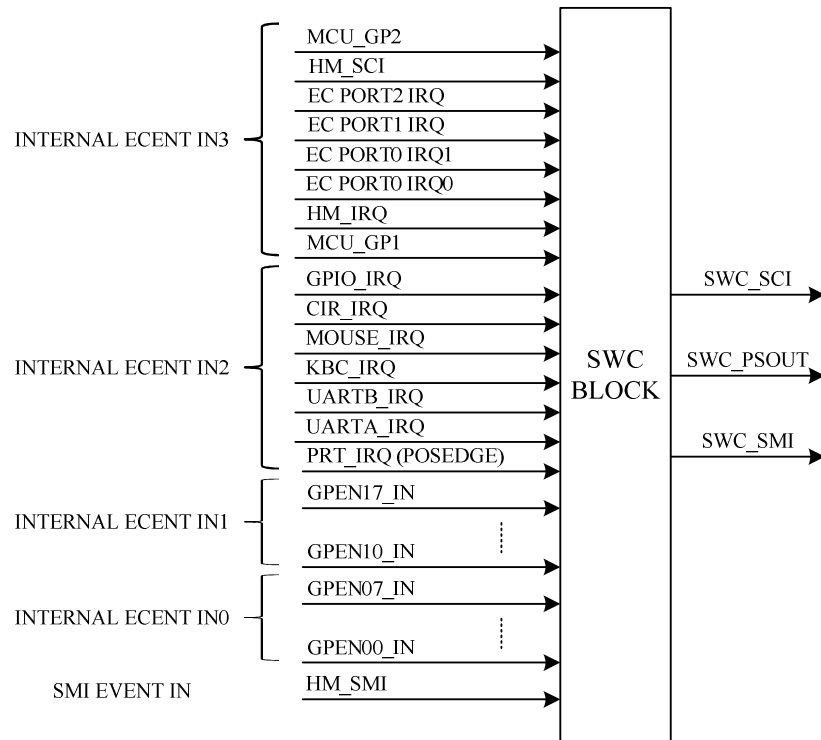 MCU_GP2
HM_SCI
EC PORT2 IRQ
EC PORT1 IRQ
EC PORT0 IRQ1
EC PORT0 IRQ0
HM_IRQ
MCU_GP1
INTERNAL ECENT IN3
GPIO_IRQ
CIR_IRQ
MOUSE_IRQ
KBC_IRQ
UARTB_IRQ
UARTA_IRQ
PRT_IRQ (POSEDGE)
INTERNAL ECENT IN2
GPEN17_IN
GPEN10_IN
INTERNAL ECENT IN1
GPEN07_IN
GPEN00_IN
INTERNAL ECENT IN0
SMI EVENT IN
HM_SMI
SWC
BLOCK
SWC_SCI
SWC_PSOUT
SWC_SMI